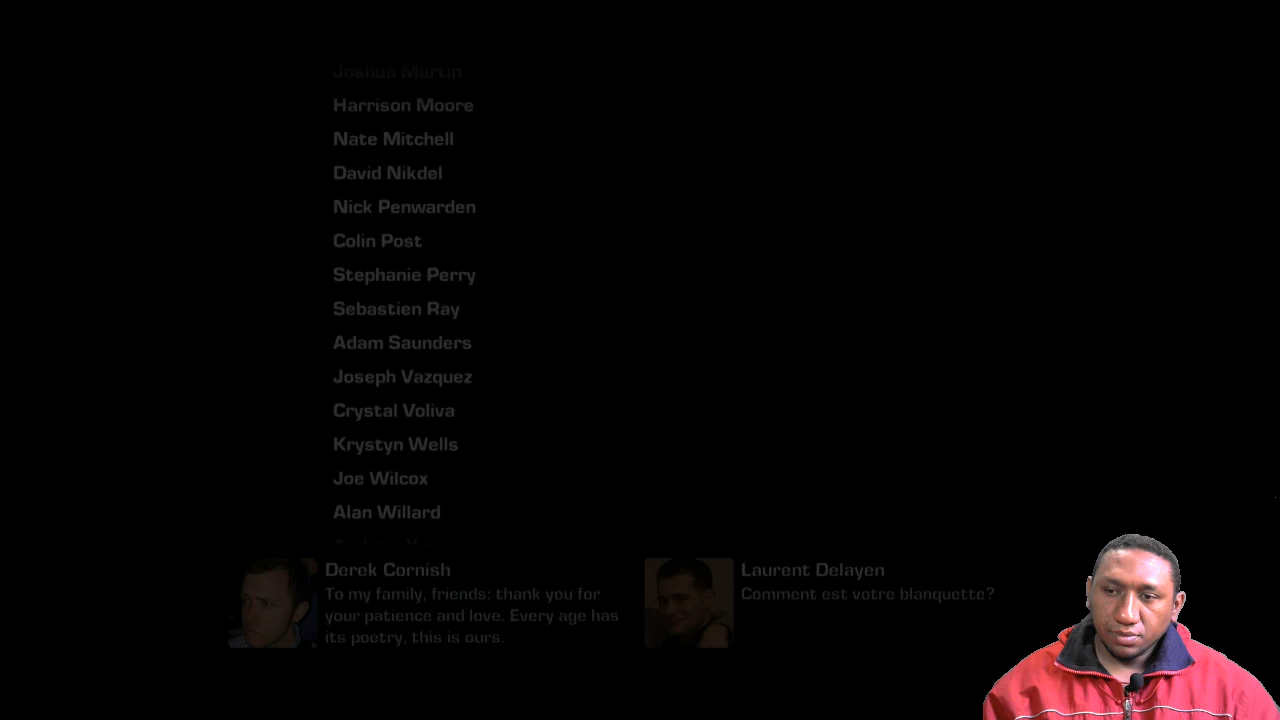 Joshua Martin
Harrison Moore
Nate Mitchell
David Nikdel
Nick Penwarden
Colin Post
Stephanie Perry
Sebastien Ray
Adam Saunders
Joseph Vazquez
Crystal Voliva
Krystyn Wells
Joe Wilcox
Alan Willard
Derek Cornish
To my family, friends: thank you for
your patience and love. Every age has
its poetry, this is ours.
Laurent Delayen
Comment est votre blanquette?